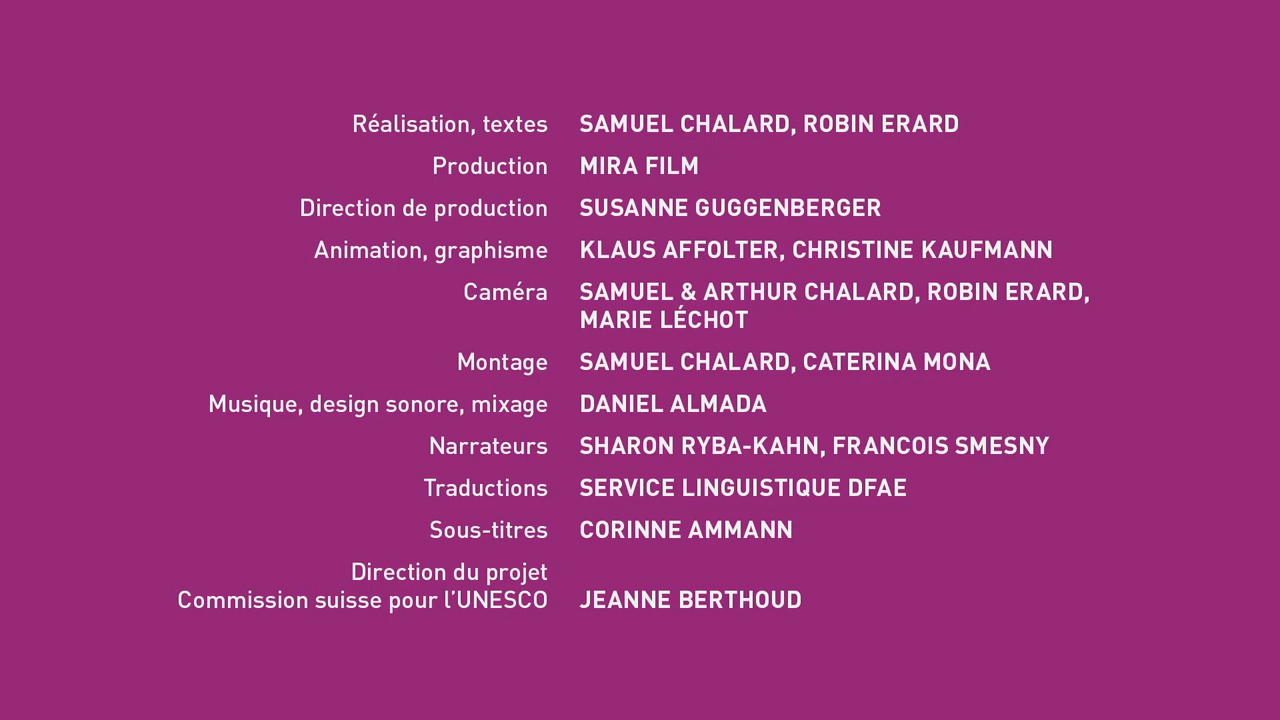 Réalisation, textes SAMUEL CHALARD, ROBIN ERARD
Production MIRA FILM
Direction de production SUSANNE GUGGENBERGER
Animation, graphisme KLAUS AFFOLTER, CHRISTINE KAUFMANN
Caméra SAMUEL & ARTHUR CHALARD, ROBIN ERARD,
MARIE LÉCHOT
Montage SAMUEL CHALARD, CATERINA MONA
Musique, design sonore, mixage DANIEL ALMADA
Narrateurs SHARON RYBA-KAHN, FRANCOIS SMESNY
Traductions SERVICE LINGUISTIQUE DFAE
Sous-titres CORINNE AMMANN
Direction du projet
Commission suisse pour l’UNESCO JEANNE BERTHOUD